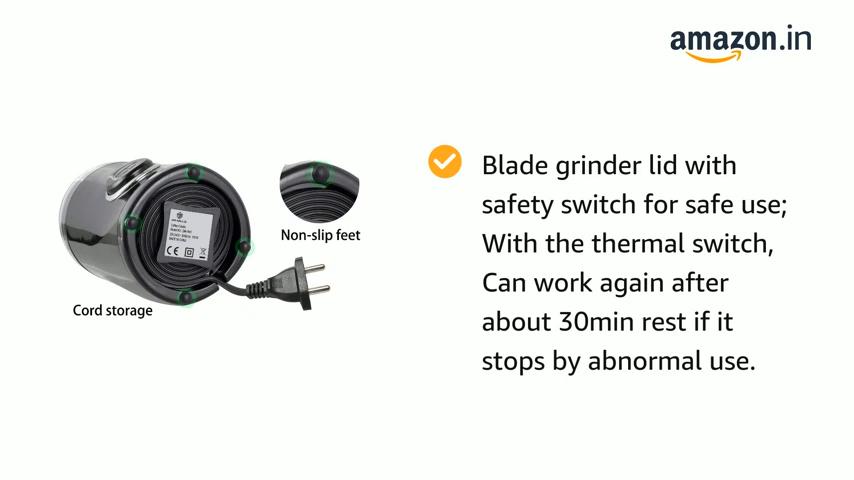 amazon.in
Blade grinder lid with
safety switch for safe use;
With the thermal switch,
Can work again after
about 30min rest if it
stops by abnormal use.
Non-slip feet
Cord storage
CE